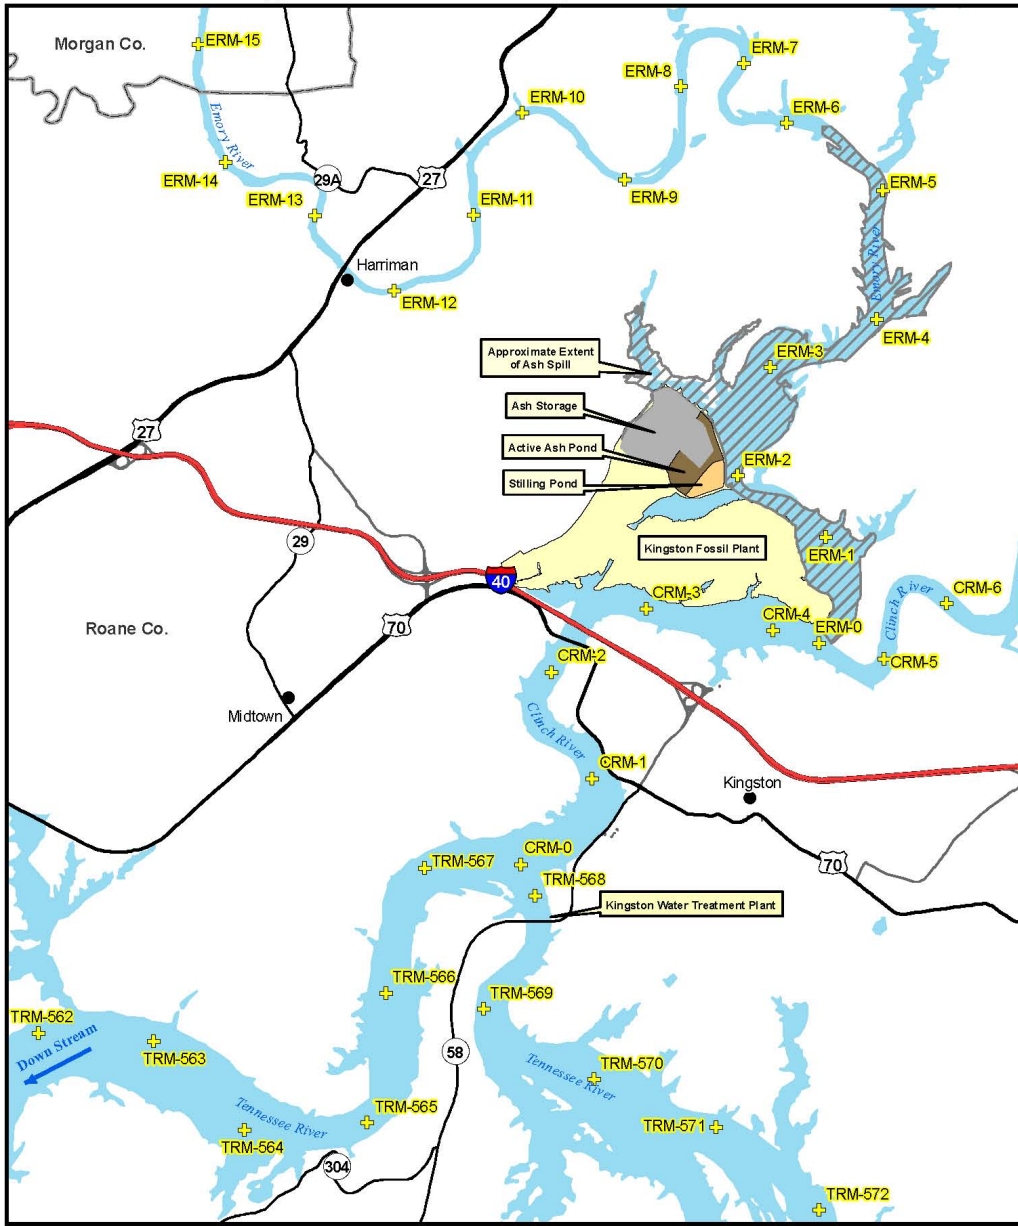 Morgan Co.
ERM-15
ERM-7
ERM-8
ERM-10
ERM-6
Emory River
ERM-14
29A
27
ERM-9
ERM-5
ERM-13
ERM-11
Emory River
Harriman
ERM-12
ERM-4
Approximate Extent
of Ash Spill
ERM-3
Ash Storage
27
Active Ash Pond
ERM-2
Stilling Pond
29
Kingston Fossil Plant
ERM-1
40
CRM-3
CRM-6
Clinch River
CRM-4
Roane Co.
70
ERM-0
CRM-2
CRM-5
Midtown
Clinch River
CRM-1
Kingston
TRM-567
CRM-0
70
TRM-568
Kingston Water Treatment Plant
TRM-566
TRM-569
TRM-562
Down Stream
TRM-563
58
TRM-570
Tennessee River
Tennessee River
TRM-565
TRM-571
TRM-564
304
TRM-572